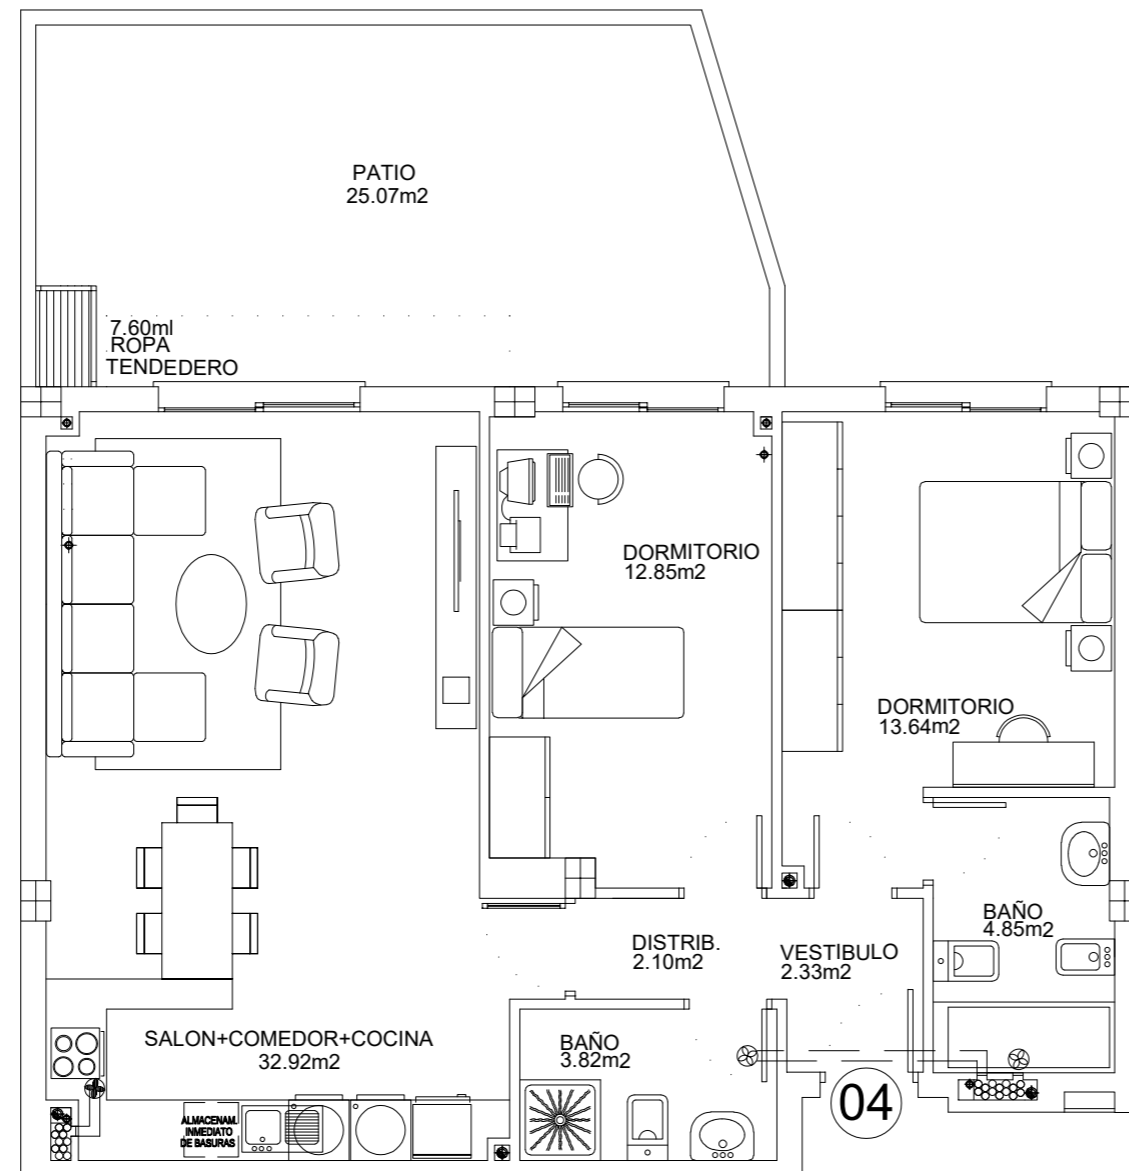 PATIO
25.07m2
7.60ml
ROPA
TENDEDERO
DORMITORIO
12.85m2
DORMITORIO
13.64m2
BAÑO
4.85m2
DISTRIB.
2.10m2
VESTIBULO
2.33m2
SALON+COMEDOR+COCINA
32.92m2
BAÑO
3.82m2
04
ALMACENAM.
INMEDIATO
DE BASURAS